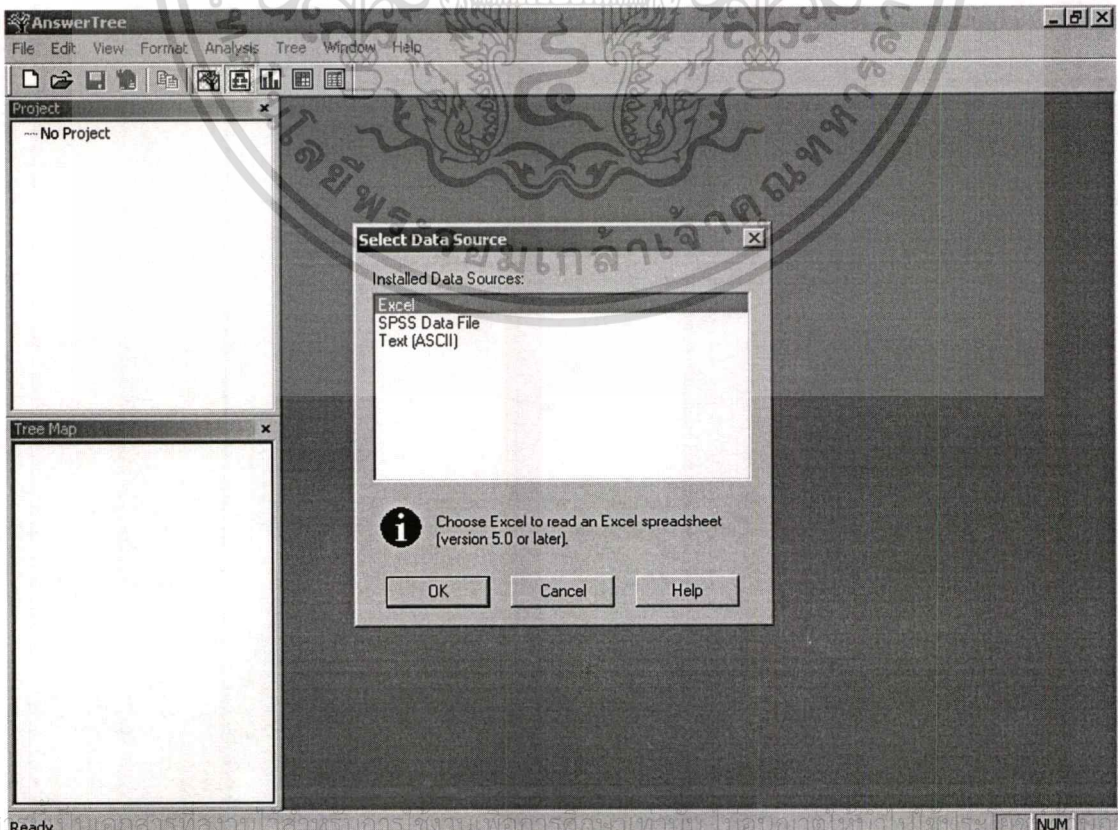 AnswerTree
File Edit View Format Analysis Tree Window Help
Project
No Project
Select Data Source
Installed Data Sources:
Excel
SPSS Data File
Text (ASCII)
Choose Excel to read an Excel spreadsheet
(version 5.0 or later).
OK Cancel Help
Tree Map
Ready NUM